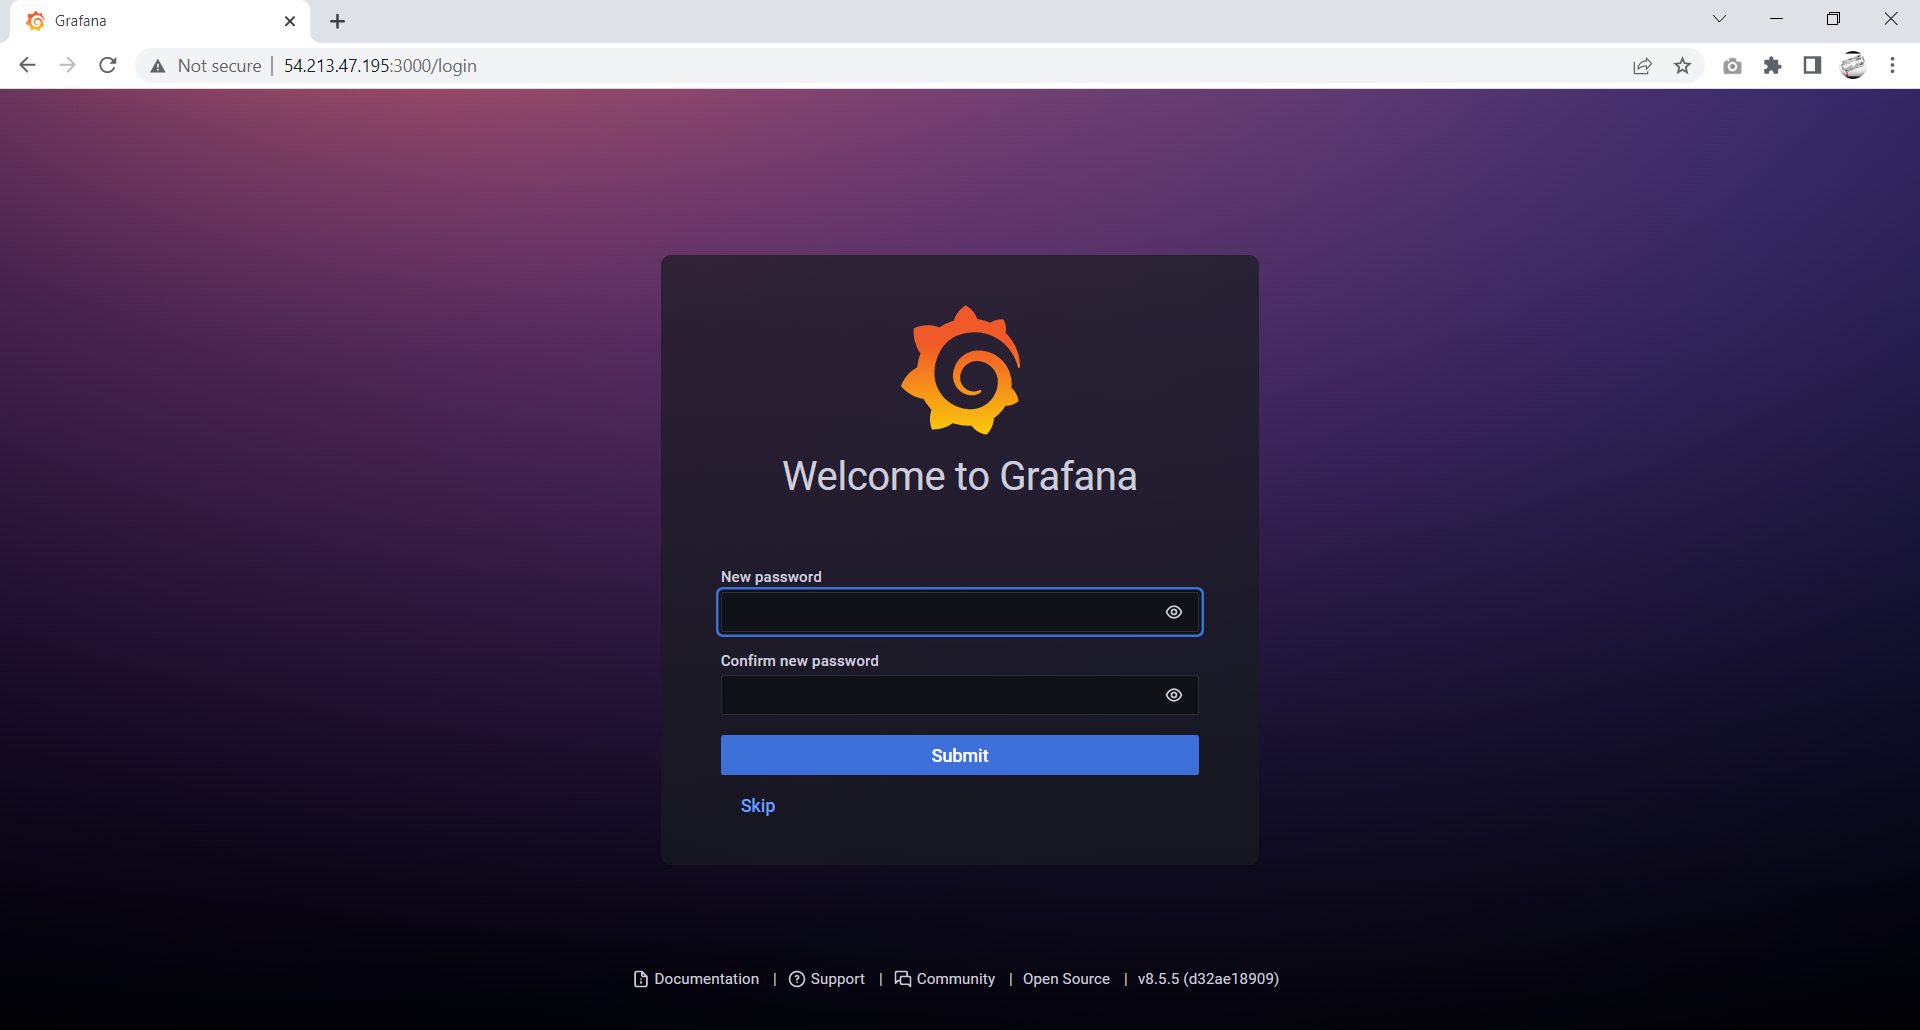 Grafana
Not secure | 54.213.47.195:3000/login
Welcome to Grafana
New password
Confirm new password
Submit
Skip
Documentation | Support | Community | Open Source | v8.5.5 (d32ae18909)